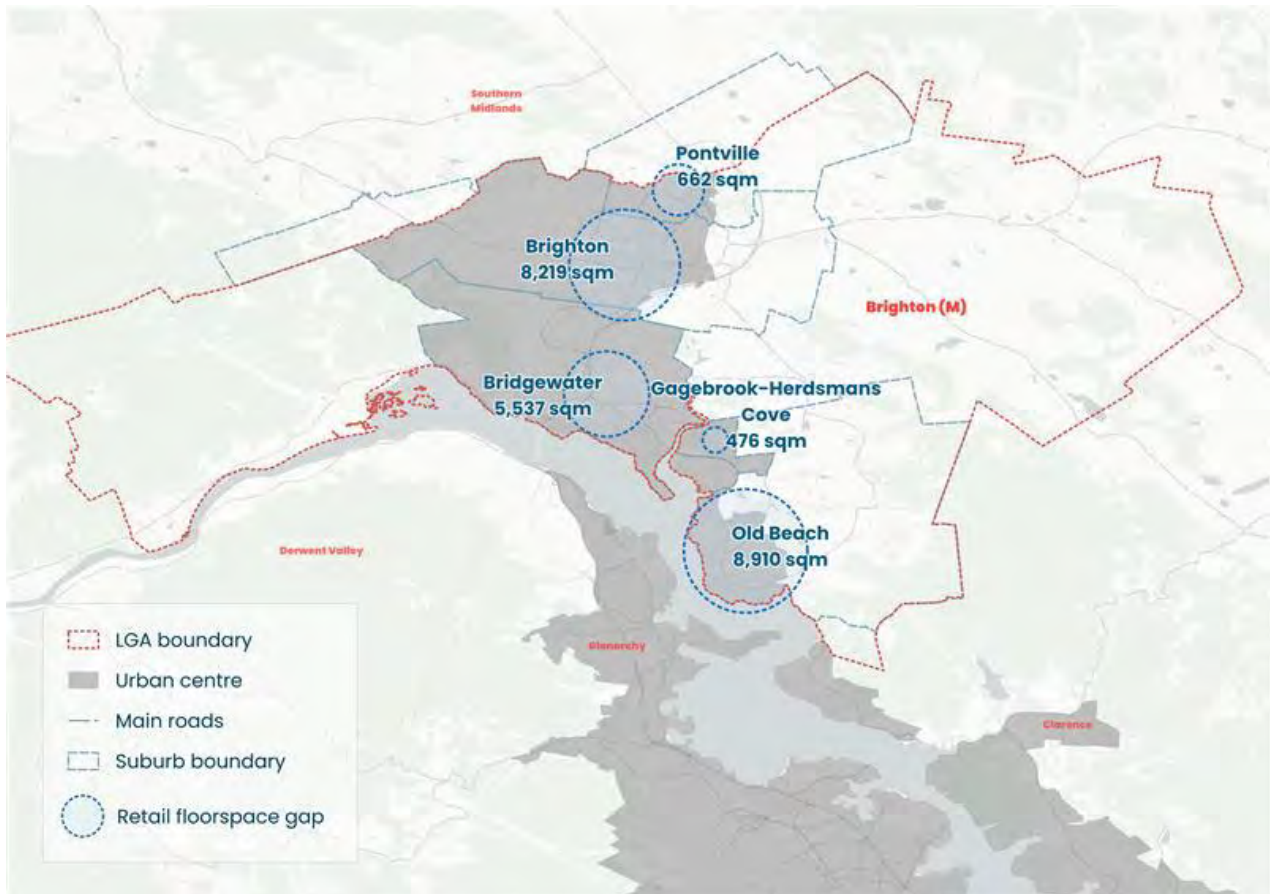 Southern
Midlands
Pontville
662 sqm
Brighton
8,219 sqm
Brighton (M)
Bridgewater
5,537 sqm
Gagebrook-Herdsmans
Cove
476 sqm
Old Beach
8,910 sqm
Derwent Valley
Glenorchy
Clarence
LGA boundary
Urban centre
Main roads
Suburb boundary
Retail floorspace gap